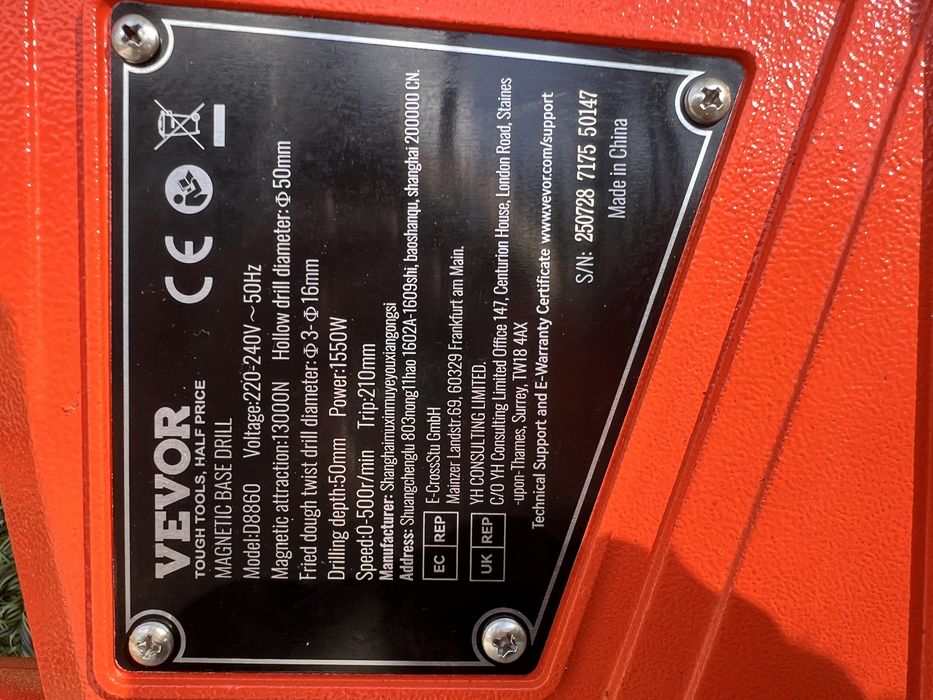 VEVOR
TOUGH TOOLS, HALF PRICE
MAGNETIC BASE DRILL
Model:D8860 Voltage:220-240V～50Hz
Magnetic attraction:13000N Hollow drill diameter:Φ50mm
Fried dough twist drill diameter:Φ3-Φ16mm
Drilling depth:50mm Power:1550W
Speed:0-500r/min Trip:210mm
Manufacturer: Shanghaimuxinmuyeyouxiangongsi
Address: Shuangchenglu 803nong11hao 1602A-1609shi, baoshanqu, shanghai 200000 CN.
EC REP E-CrossStu GmbH
Mainzer Landstr.69, 60329 Frankfurt am Main.
UK REP YH CONSULTING LIMITED.
C/O YH Consulting Limited Office 147, Centurion House, London Road, Staines
-upon-Thames, Surrey, TW18 4AX
Technical Support and E-Warranty Certificate www.vevor.com/support
S/N: 250728 7175 50147
Made in China
CE